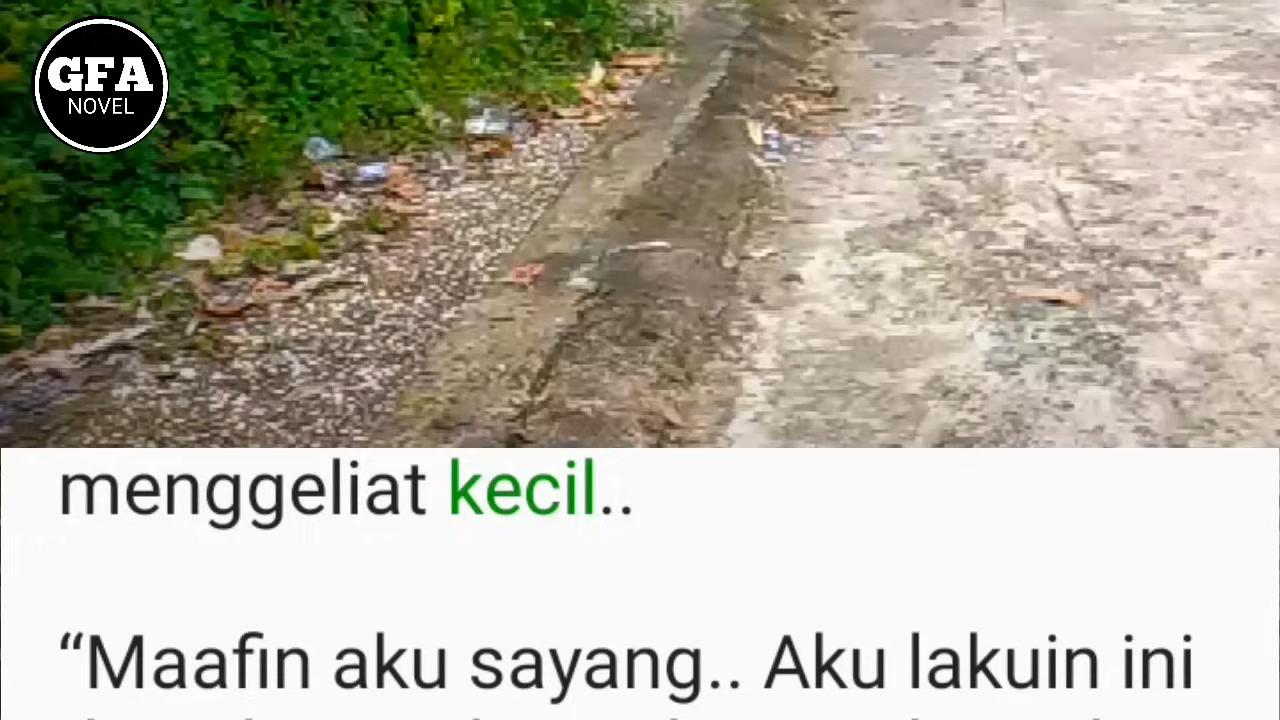 GFA
NOVEL
menggeliat kecil..
“Maafin aku sayang.. Aku lakuin ini